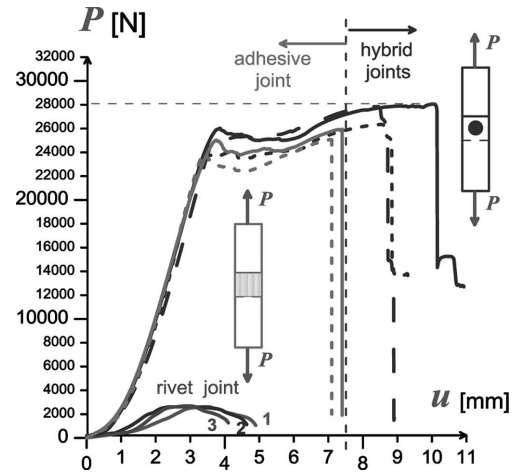 P [N]
32000
30000
28000
26000
24000
22000
20000
18000
16000
14000
12000
10000
8000
6000
4000
2000
0
adhesive
joint
hybrid
joints
P
P
P
P
rivet joint
3 2 1
u [mm]
0 1 2 3 4 5 6 7 8 9 10 11